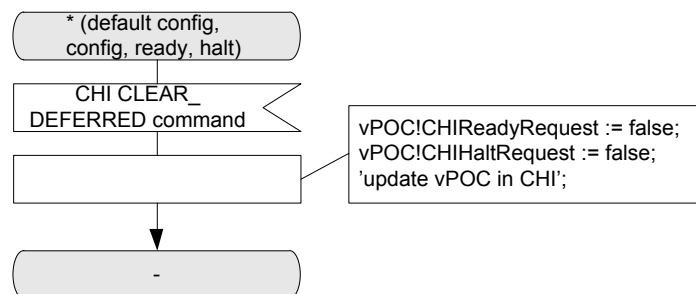 * (default config,
config, ready, halt)
CHI CLEAR_
DEFERRED command
vPOC!CHIReadyRequest := false;
vPOC!CHIHaltRequest := false;
’update vPOC in CHI’;
-